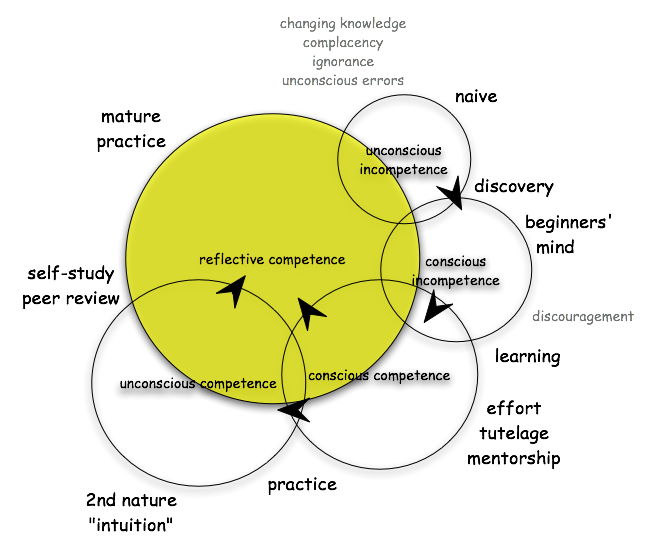 changing knowledge
complacency
ignorance
unconscious errors
naive
mature
practice
unconscious
incompetence
discovery
beginners'
mind
reflective competence
conscious
incompetence
self-study
peer review
discouragement
learning
unconscious competence
conscious competence
effort
tutelage
mentorship
practice
2nd nature
"intuition"